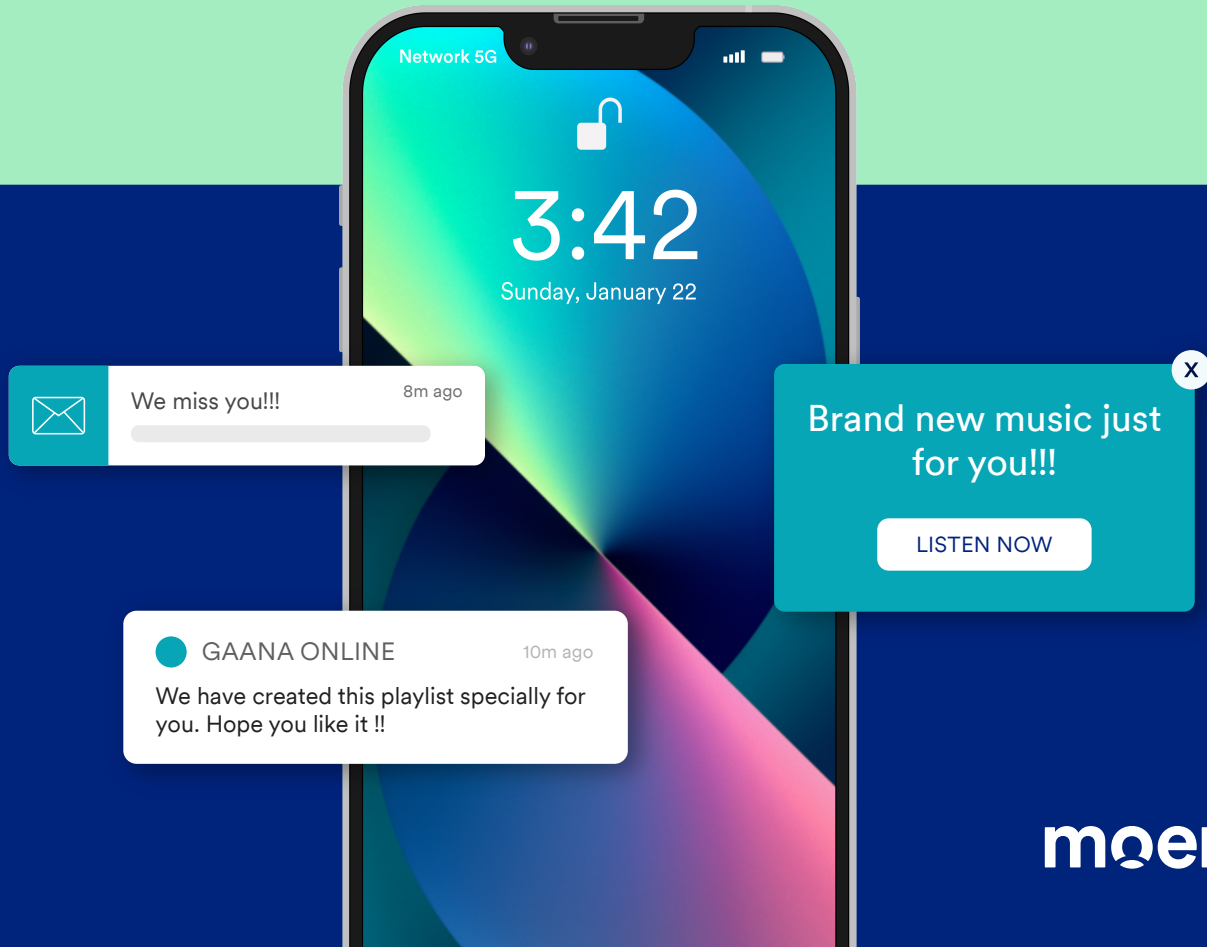 Network 5G
3:42
Sunday, January 22
We miss you!!!
8m ago
X
Brand new music just
for you!!!
LISTEN NOW
GAANA ONLINE
10m ago
We have created this playlist specially for
you. Hope you like it !!